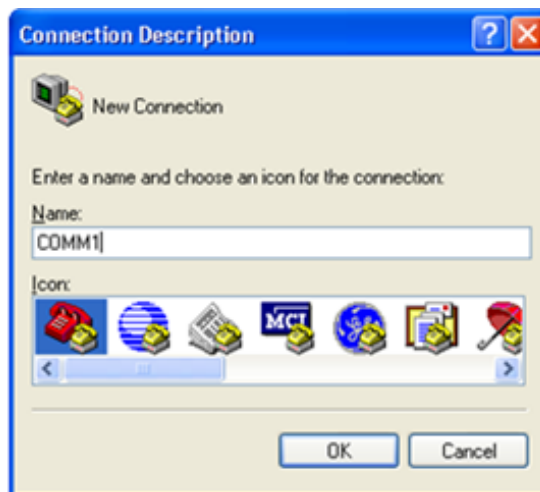 Connection Description
New Connection
Enter a name and choose an icon for the connection:
Name:
COMM1
Icon:
MCI
OK
Cancel